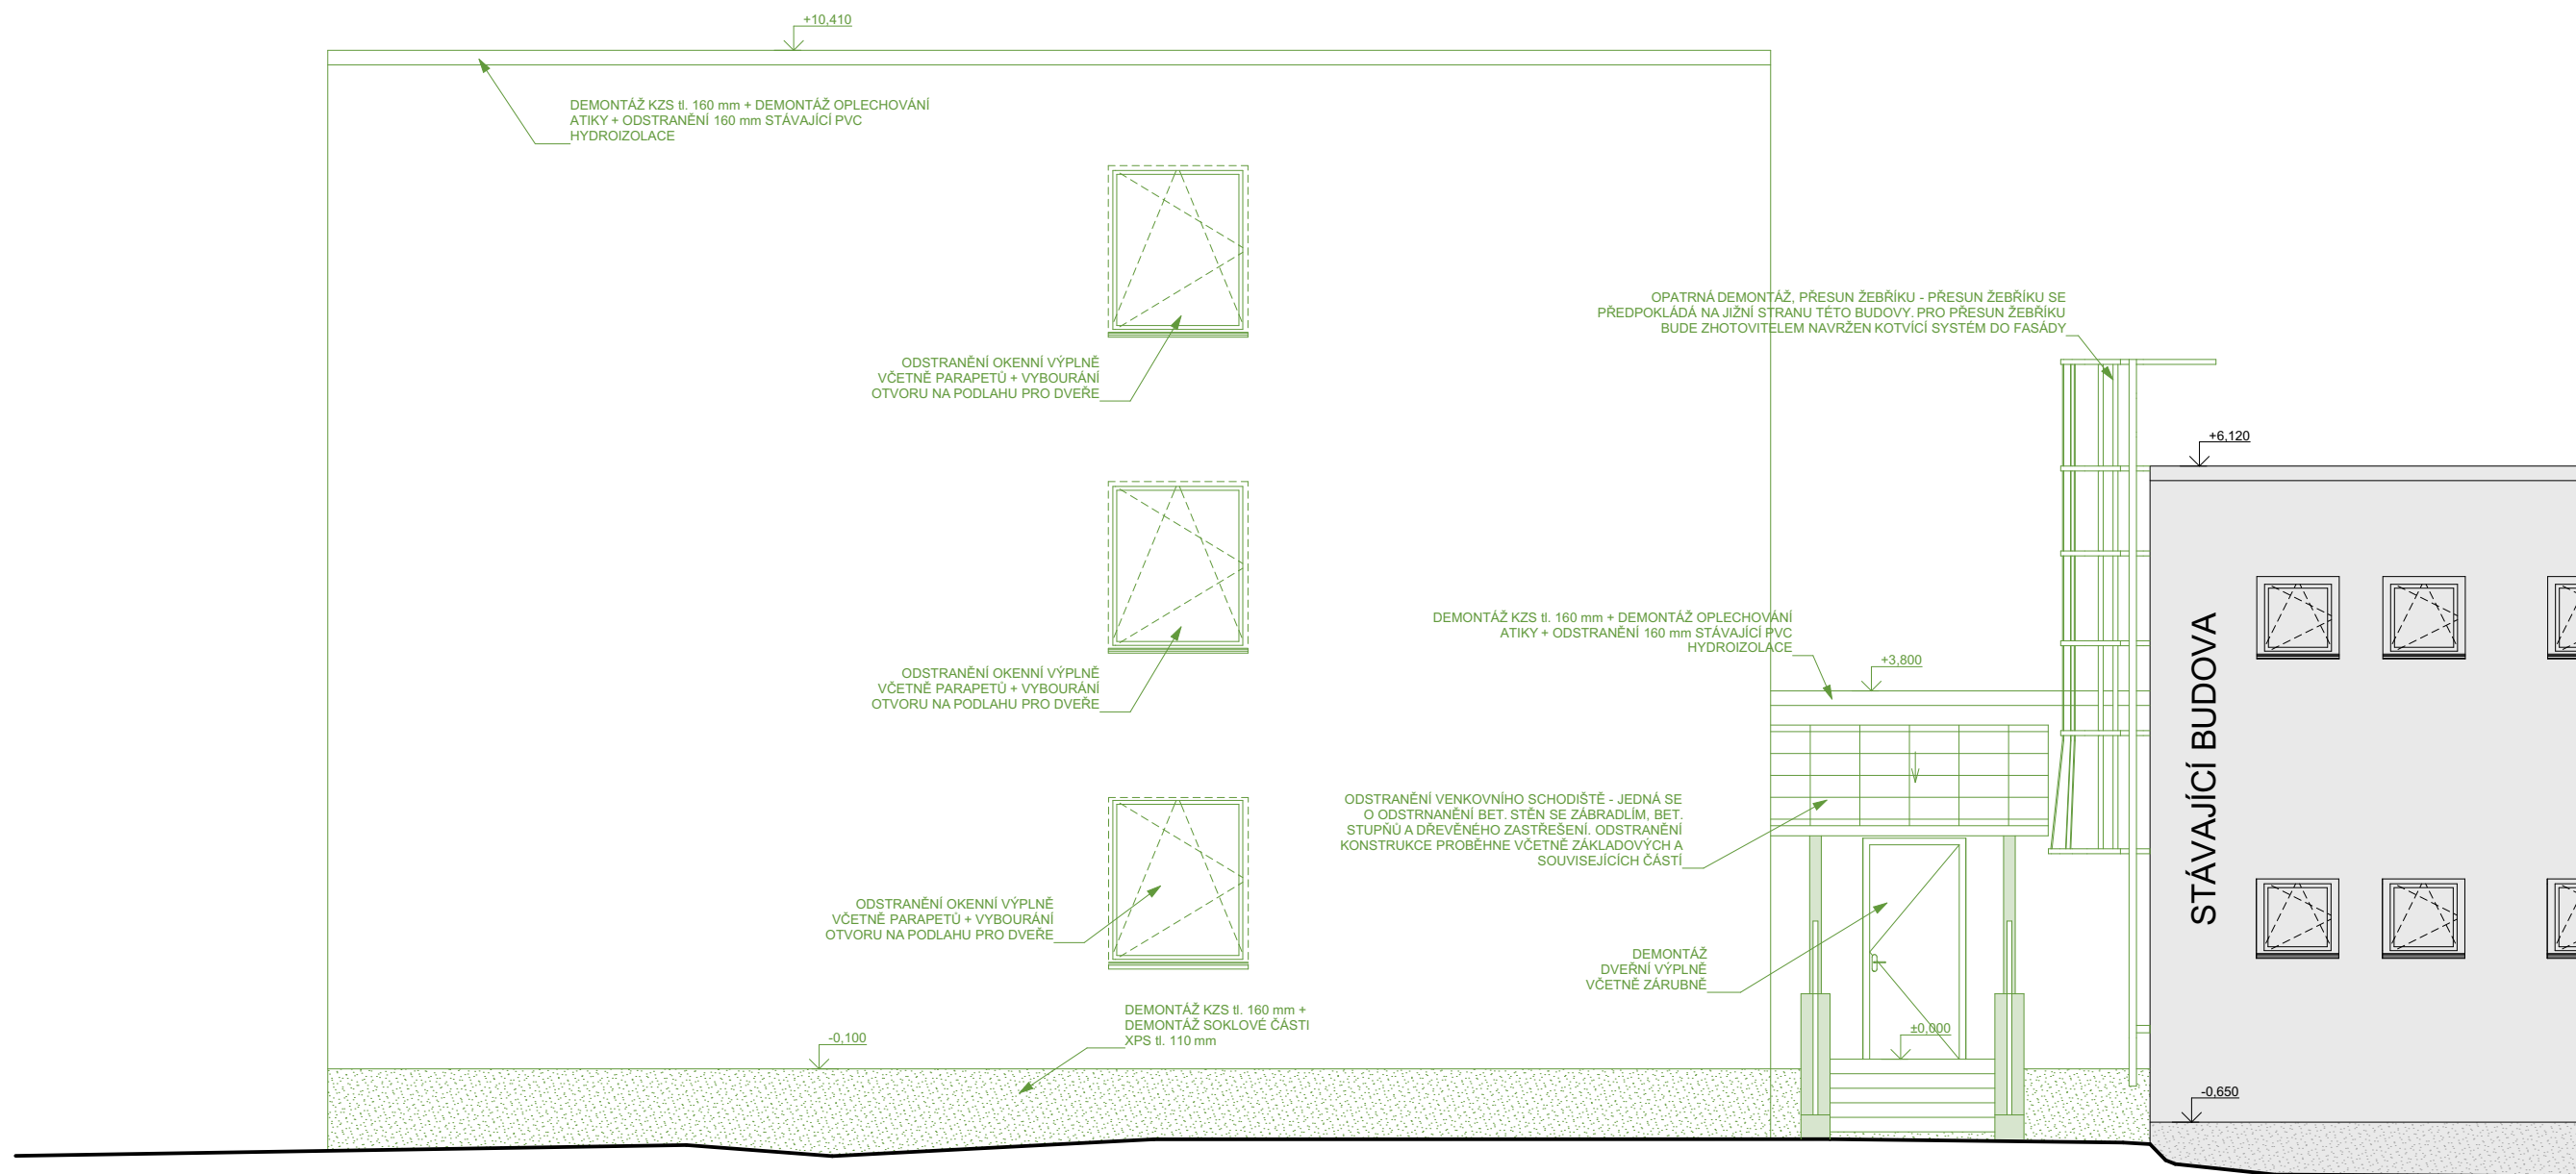 +10,410
DEMONTÁŽ KZS tl. 160 mm + DEMONTÁŽ OPLECHOVÁNÍ
ATIKY + ODSTRANĚNÍ 160 mm STÁVAJÍCÍ PVC
HYDROIZOLACE
OPATRNÁ DEMONTÁŽ, PŘESUN ŽEBŘÍKU - PŘESUN ŽEBŘÍKU SE
PŘEDPOKLÁDÁ NA JIŽNÍ STRANU TÉTO BUDOVY. PRO PŘESUN ŽEBŘÍKU
BUDE ZHOTOVITELEM NAVRŽEN KOTVÍCÍ SYSTÉM DO FASÁDY
ODSTRANĚNÍ OKENNÍ VÝPLNĚ
VČETNĚ PARAPETŮ + VYBOURÁNÍ
OTVORU NA PODLAHU PRO DVEŘE
+6,120
DEMONTÁŽ KZS tl. 160 mm + DEMONTÁŽ OPLECHOVÁNÍ
ATIKY + ODSTRANĚNÍ 160 mm STÁVAJÍCÍ PVC
HYDROIZOLACE
+3,800
ODSTRANĚNÍ OKENNÍ VÝPLNĚ
VČETNĚ PARAPETŮ + VYBOURÁNÍ
OTVORU NA PODLAHU PRO DVEŘE
STÁVAJÍCÍ BUDOVA
ODSTRANĚNÍ VENKOVNÍHO SCHODIŠTĚ - JEDNÁ SE
O ODSTRNANĚNÍ BET. STĚN SE ZÁBRADLÍM, BET.
STUPŇŮ A DŘEVĚNÉHO ZASTŘEŠENÍ. ODSTRANĚNÍ
KONSTRUKCE PROBĚHNE VČETNĚ ZÁKLADOVÝCH A
SOUVISEJÍCÍCH ČÁSTÍ
ODSTRANĚNÍ OKENNÍ VÝPLNĚ
VČETNĚ PARAPETŮ + VYBOURÁNÍ
OTVORU NA PODLAHU PRO DVEŘE
DEMONTÁŽ
DVEŘNÍ VÝPLNĚ
VČETNĚ ZÁRUBNĚ
DEMONTÁŽ KZS tl. 160 mm +
DEMONTÁŽ SOKLOVÉ ČÁSTI
XPS tl. 110 mm
-0,100
±0,000
-0,650